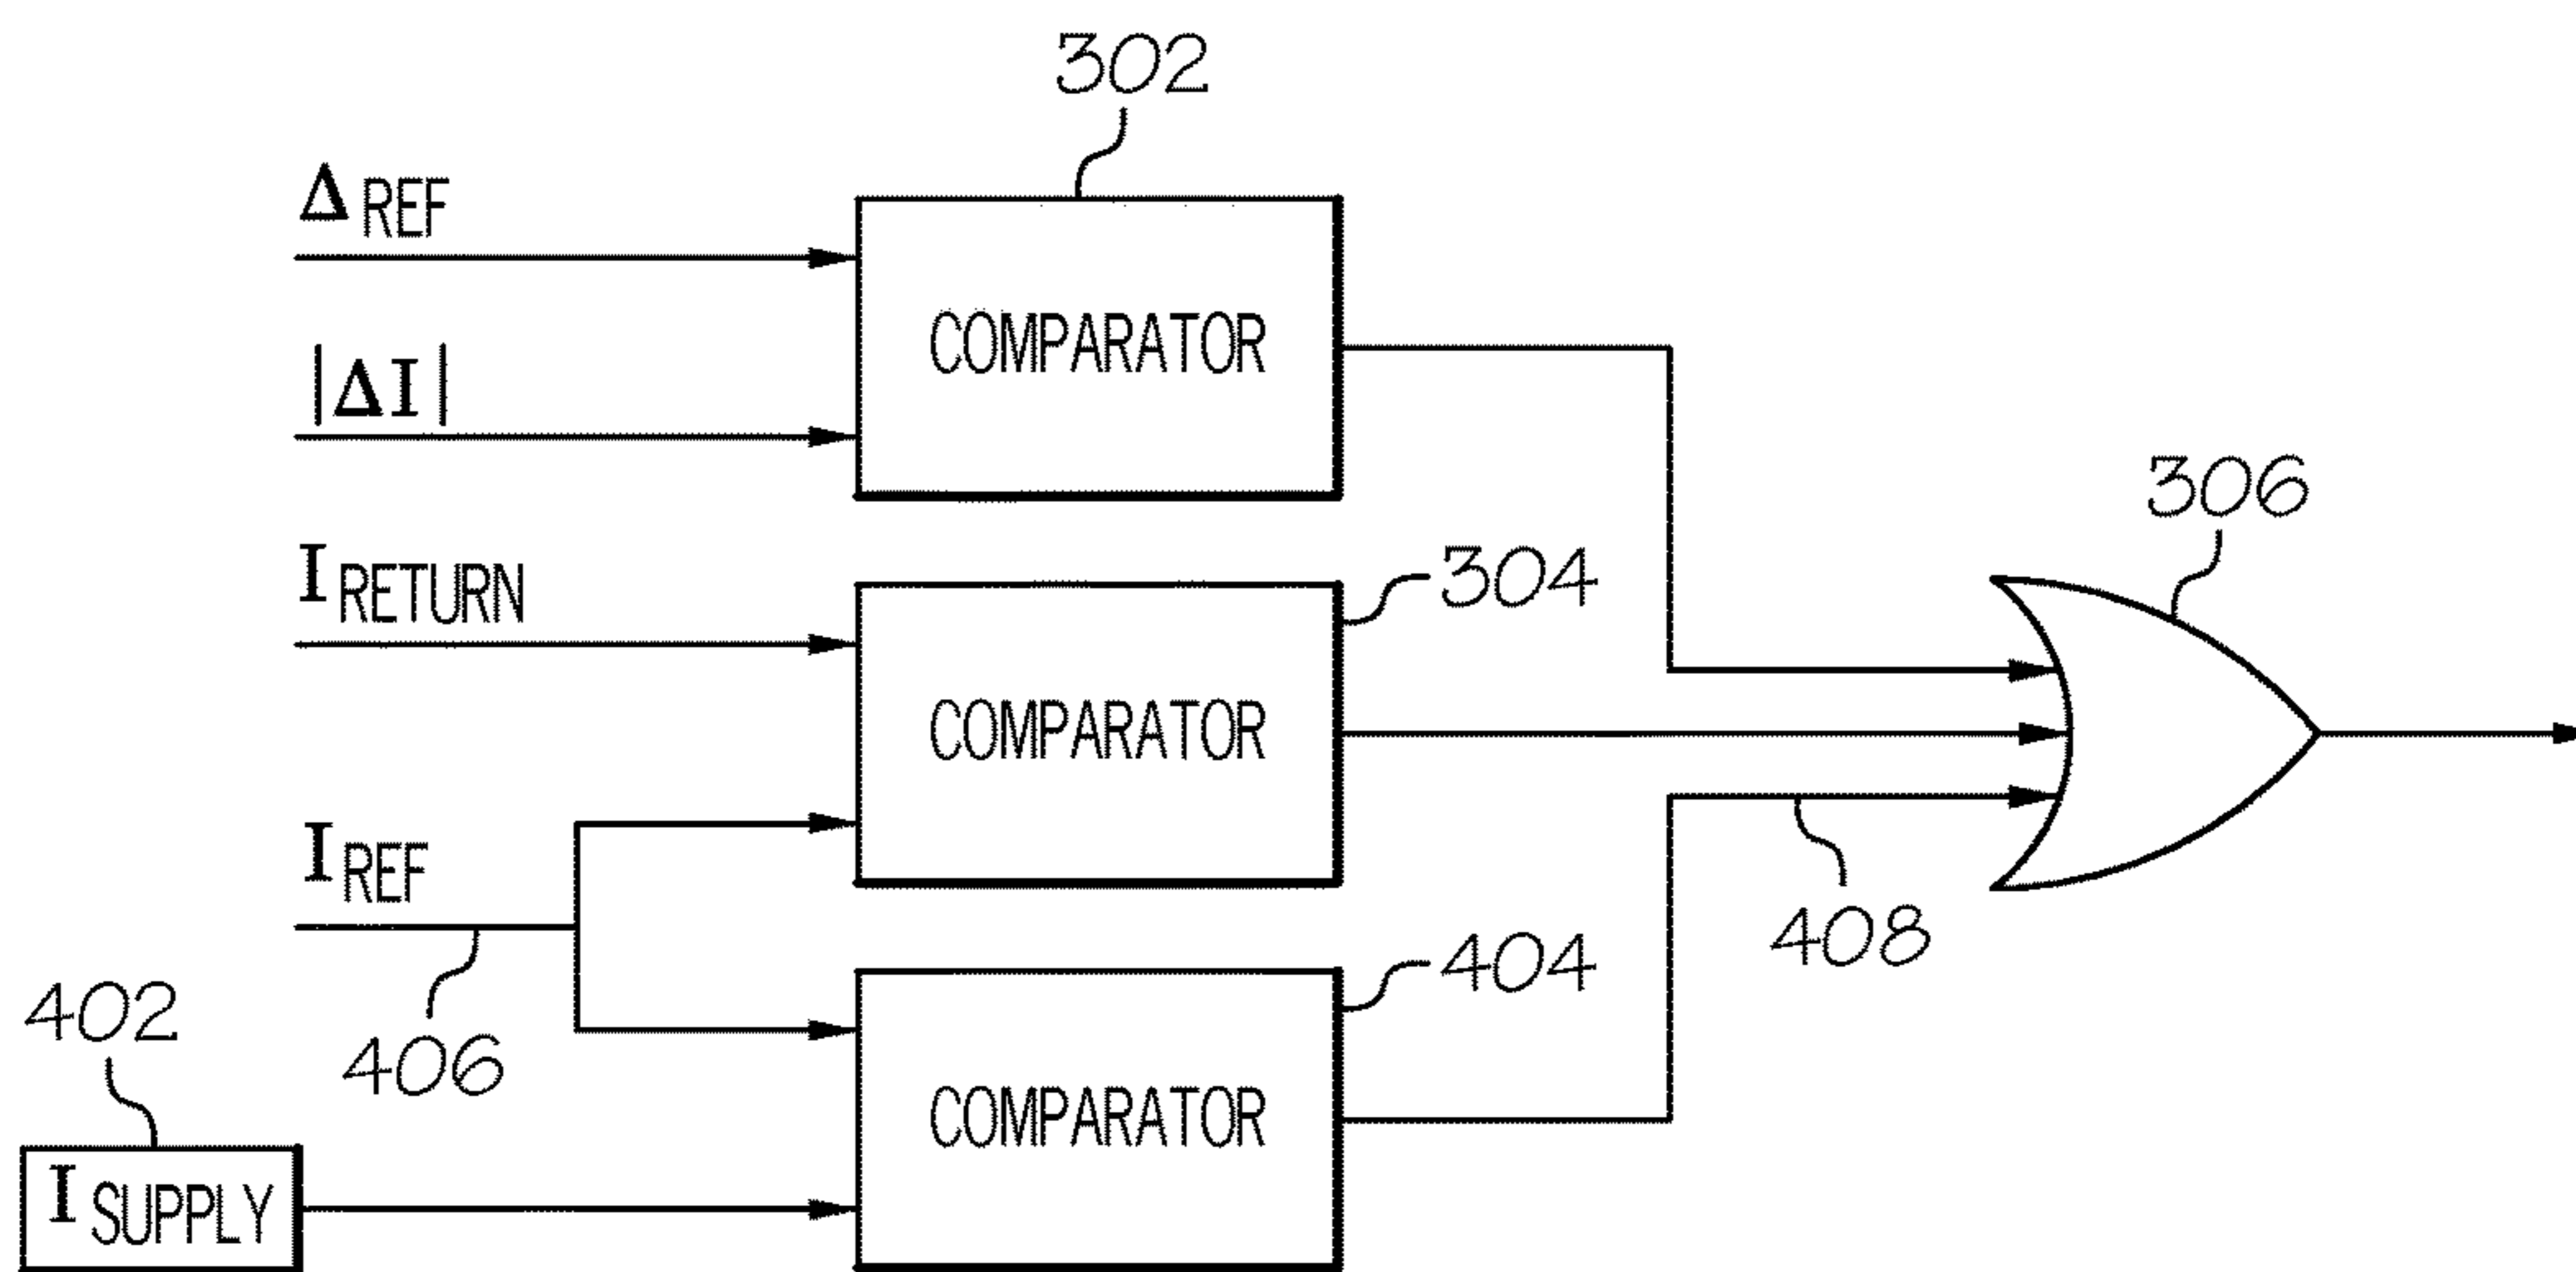 302
Δ REF
COMPARATOR
|ΔI|
306
I RETURN
304
COMPARATOR
I REF
408
404
402
406
COMPARATOR
I SUPPLY